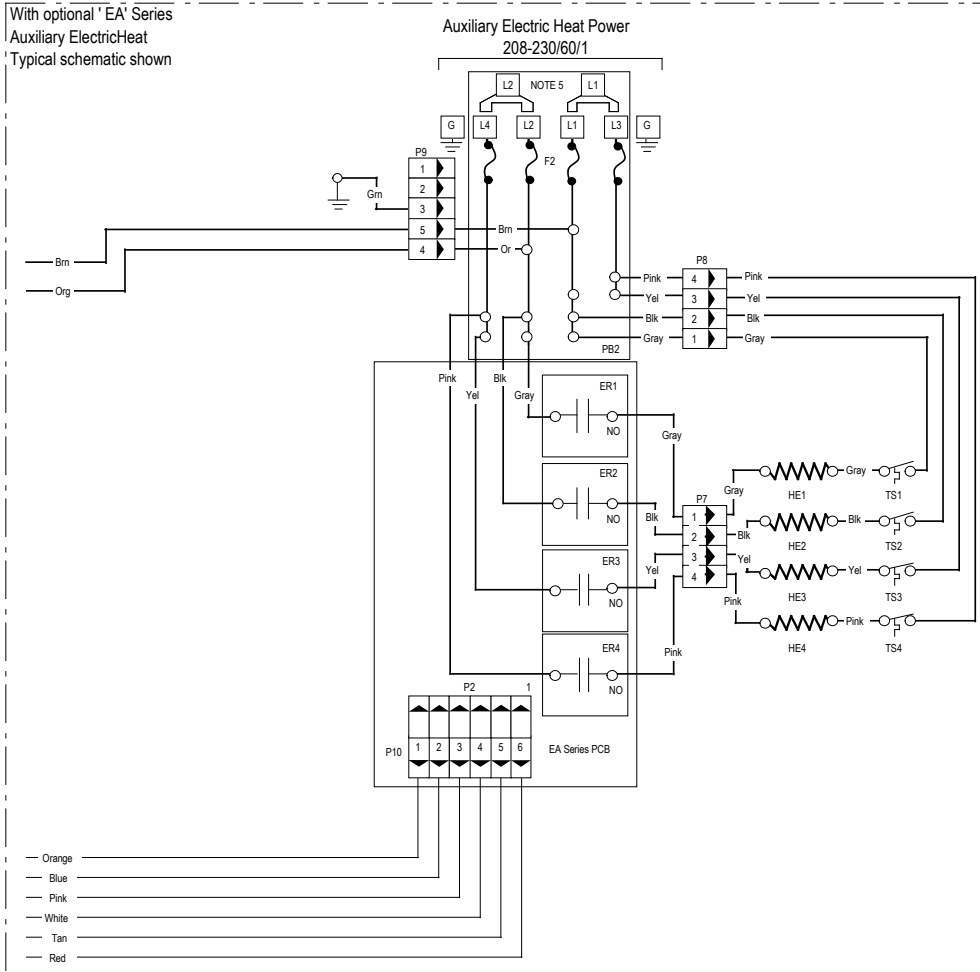 With optional ' EA' Series
Auxiliary ElectricHeat
Typical schematic shown
Auxiliary Electric Heat Power
208-230/60/1
L2 NOTE 5 L1
G L4 L2 L1 L3 G
F2
P9
1
2
3
5
4
Grn
Brn
Or
Brn
Org
P8
Pink 4 Pink
Yel 3 Yel
Blk 2 Blk
Gray 1 Gray
PB2
Pink
Yel
Blk
Gray
ER1
NO
Gray
ER2
NO
Blk
ER3
NO
Yel
ER4
NO
Pink
P7
1
2
3
4
Gray
Blk
Yel
Pink
Gray
HE1 TS1
Blk
HE2 TS2
Yel
HE3 TS3
Pink
HE4 TS4
P2 1
P10 1 2 3 4 5 6
EA Series PCB
Orange
Blue
Pink
White
Tan
Red